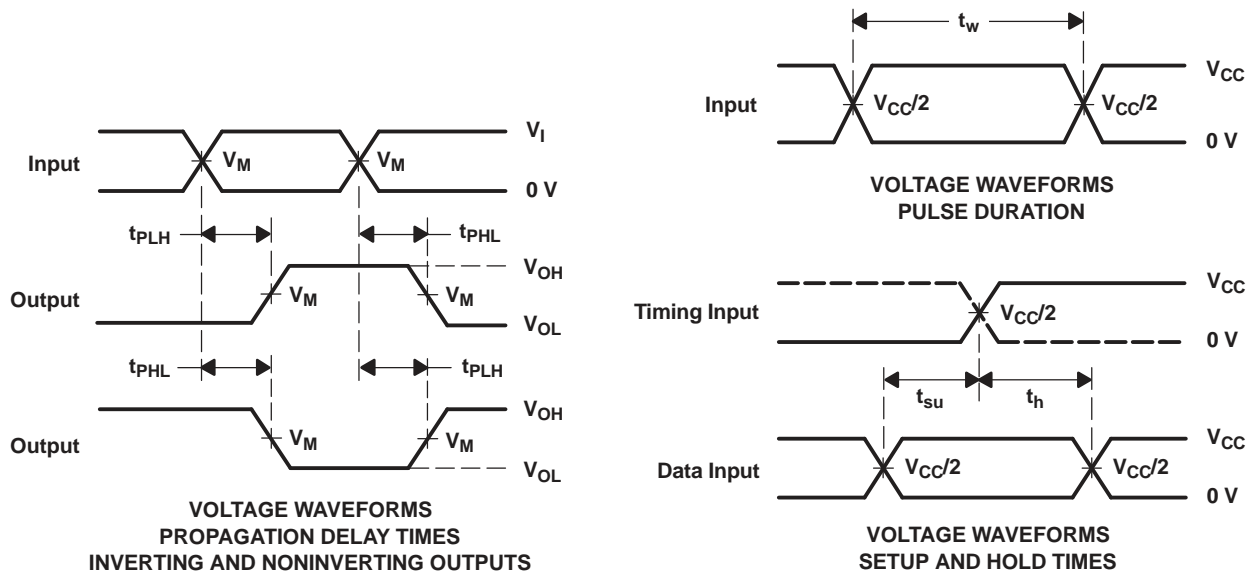 Input
V_I
V_M
V_M
0 V
t_PLH
t_PHL
Output
V_OH
V_M
V_M
V_OL
t_PHL
t_PLH
Output
V_OH
V_M
V_M
V_OL
VOLTAGE WAVEFORMS
PROPAGATION DELAY TIMES
INVERTING AND NONINVERTING OUTPUTS
t_w
Input
V_CC
V_CC/2
V_CC/2
0 V
VOLTAGE WAVEFORMS
PULSE DURATION
Timing Input
V_CC
V_CC/2
0 V
t_su
t_h
Data Input
V_CC
V_CC/2
V_CC/2
0 V
VOLTAGE WAVEFORMS
SETUP AND HOLD TIMES